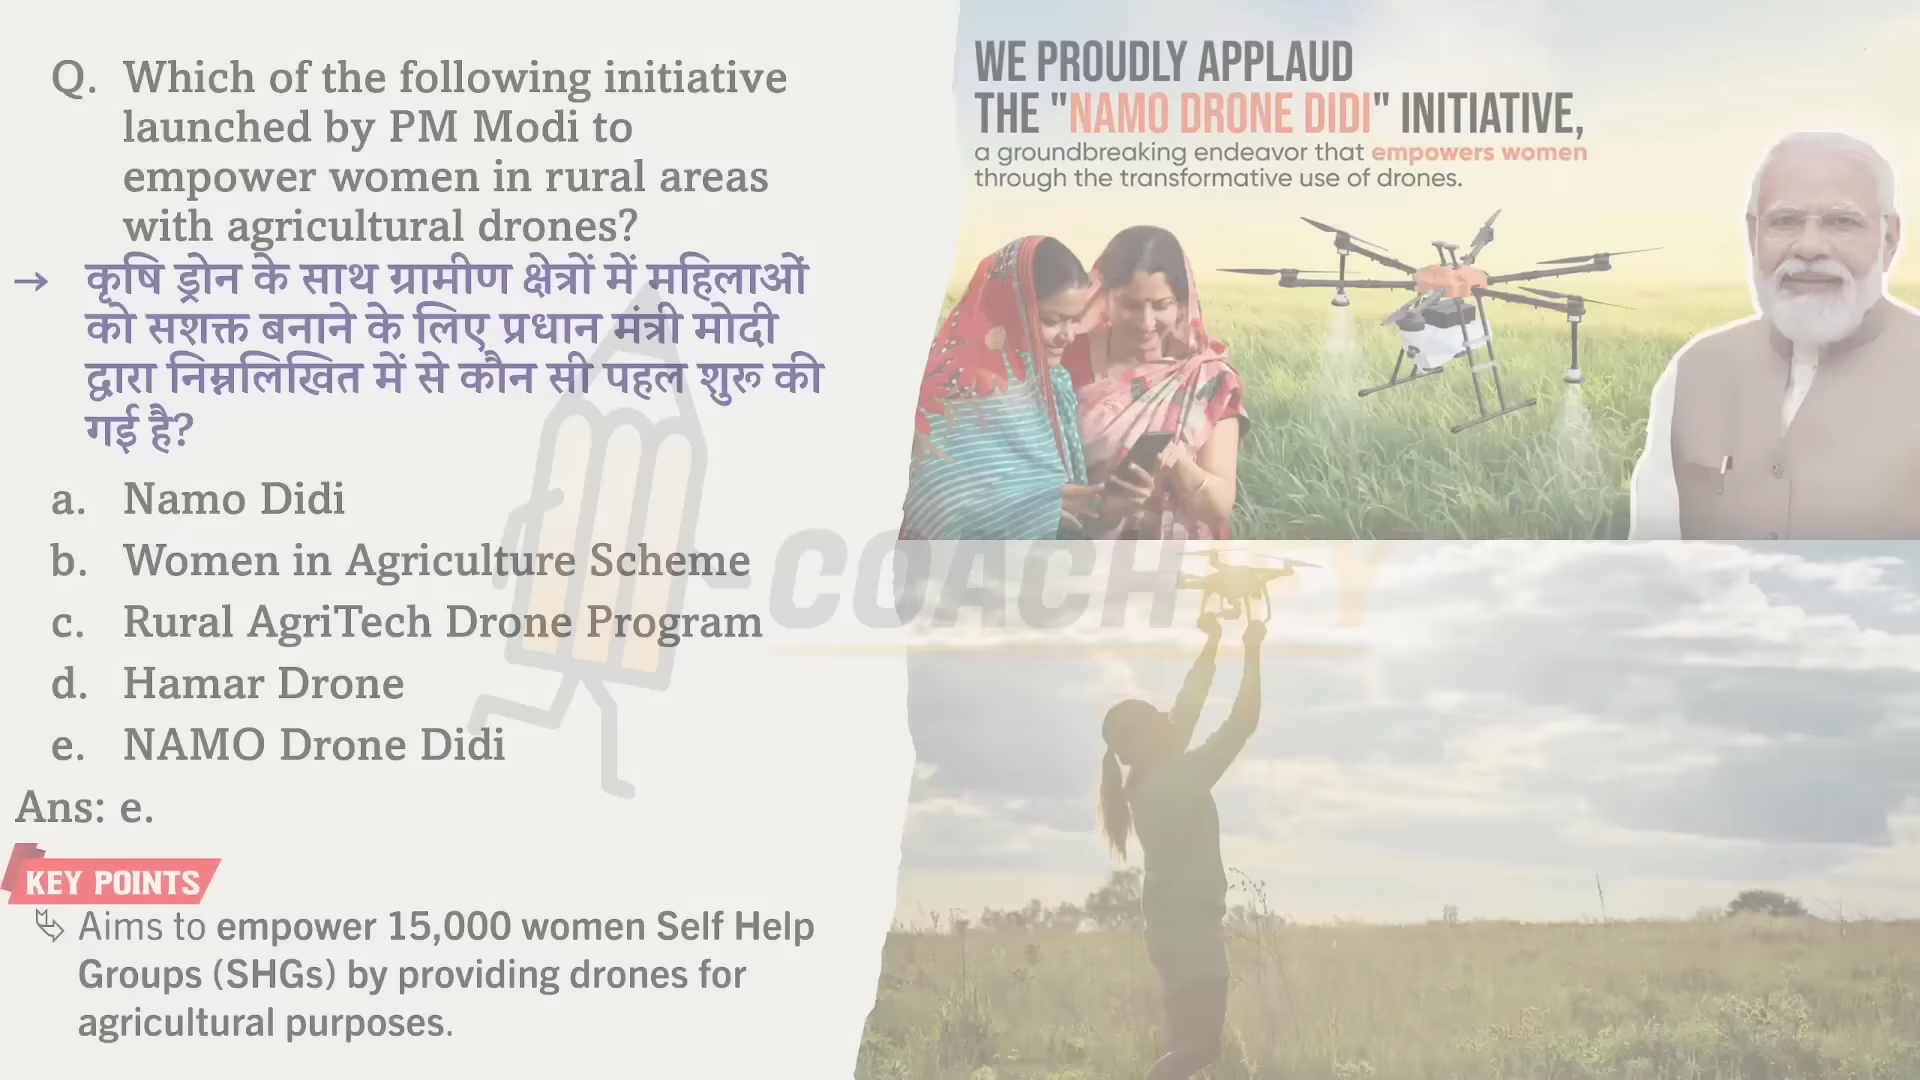 Q. Which of the following initiative
launched by PM Modi to
empower women in rural areas
with agricultural drones?
→ कृषि ड्रोन के साथ ग्रामीण क्षेत्रों में महिलाओं
को सशक्त बनाने के लिए प्रधान मंत्री मोदी
द्वारा निम्नलिखित में से कौन सी पहल शुरू की
गई है?
a. Namo Didi
b. Women in Agriculture Scheme
c. Rural AgriTech Drone Program
d. Hamar Drone
e. NAMO Drone Didi
Ans: e.
KEY POINTS
Aims to empower 15,000 women Self Help
Groups (SHGs) by providing drones for
agricultural purposes.
WE PROUDLY APPLAUD
THE "NAMO DRONE DIDI" INITIATIVE,
a groundbreaking endeavor that empowers women
through the transformative use of drones.